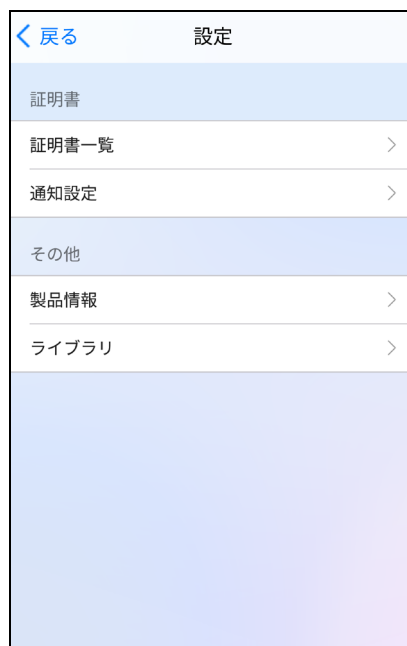 戻る 設定
証明書
証明書一覧
通知設定
その他
製品情報
ライブラリ